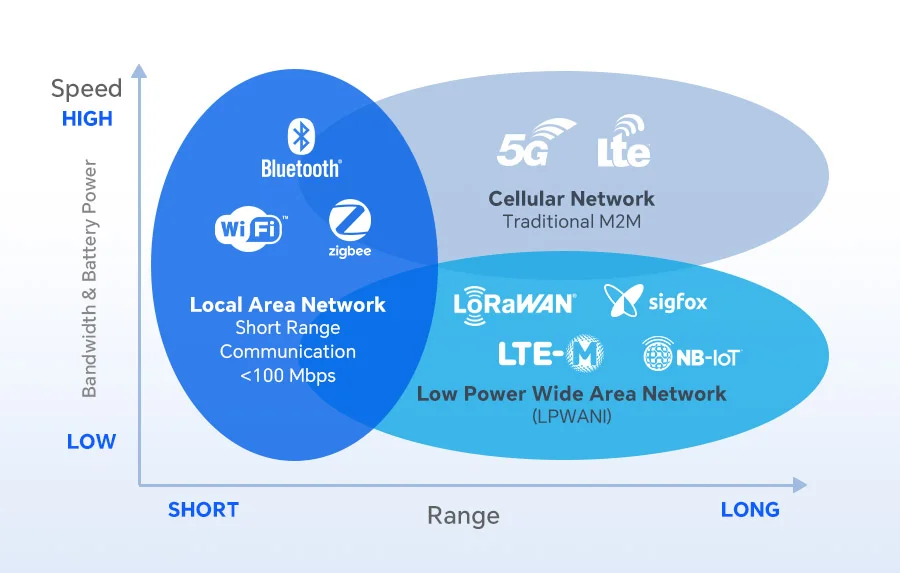 Speed
HIGH
Bandwidth & Battery Power
LOW
Bluetooth®
WiFi™
zigbee
Local Area Network
Short Range
Communication
<100 Mbps
5G
LTE
Cellular Network
Traditional M2M
LoRaWAN®
sigfox
LTE-M
NB-IoT
Low Power Wide Area Network
(LPWANI)
SHORT
Range
LONG